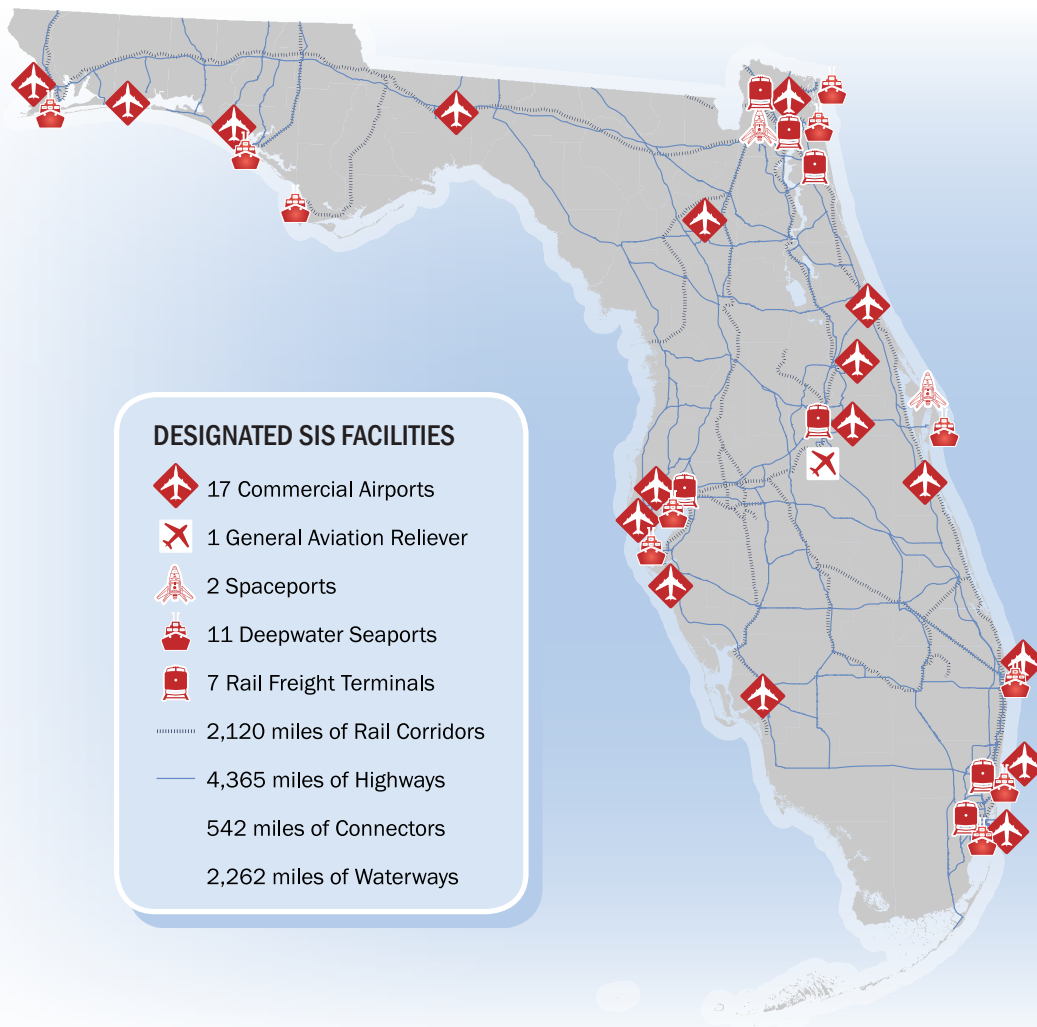 DESIGNATED SIS FACILITIES
17 Commercial Airports
1 General Aviation Reliever
2 Spaceports
11 Deepwater Seaports
7 Rail Freight Terminals
2,120 miles of Rail Corridors
4,365 miles of Highways
542 miles of Connectors
2,262 miles of Waterways